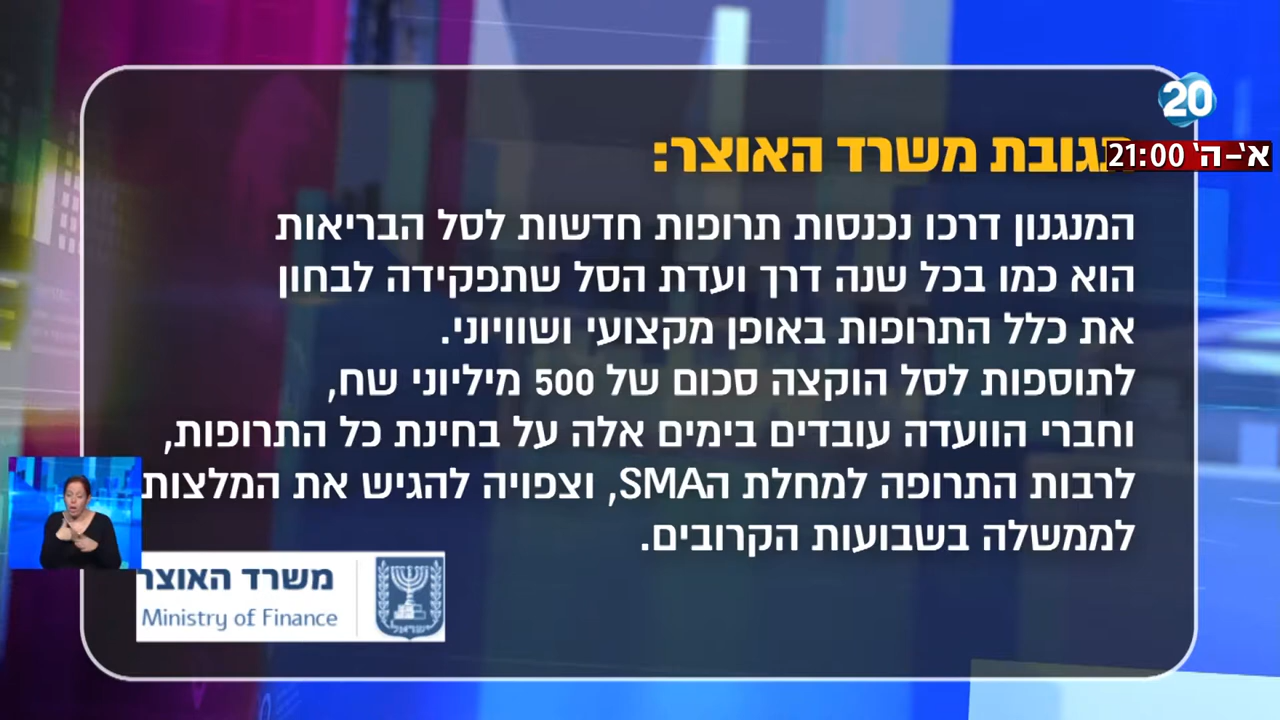 20
א'-ה' 21:00
תגובת משרד האוצר:
המנגנון דרכו נכנסות תרופות חדשות לסל הבריאות
הוא כמו בכל שנה דרך ועדת הסל שתפקידה לבחון
את כלל התרופות באופן מקצועי ושוויוני.
לתוספות לסל הוקצה סכום של 500 מיליוני שח,
וחברי הוועדה עובדים בימים אלה על בחינת כל התרופות,
לרבות התרופה למחלת הSMA, וצפויה להגיש את המלצות
לממשלה בשבועות הקרובים.
משרד האוצר
Ministry of Finance
ישראל